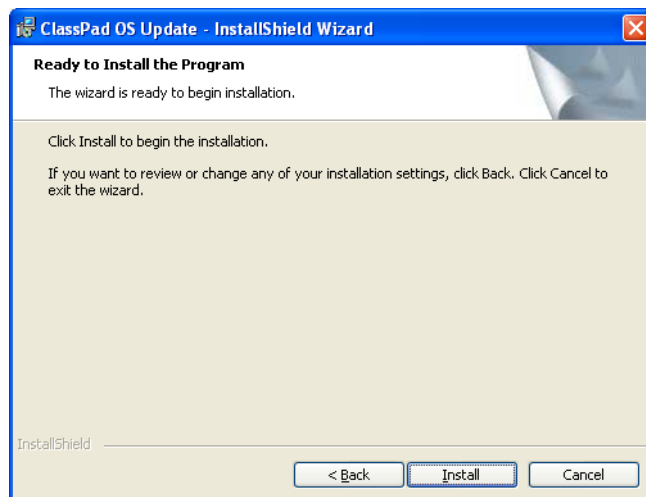 ClassPad OS Update - InstallShield Wizard
Ready to Install the Program
The wizard is ready to begin installation.
Click Install to begin the installation.
If you want to review or change any of your installation settings, click Back. Click Cancel to
exit the wizard.
InstallShield
< Back
Install
Cancel